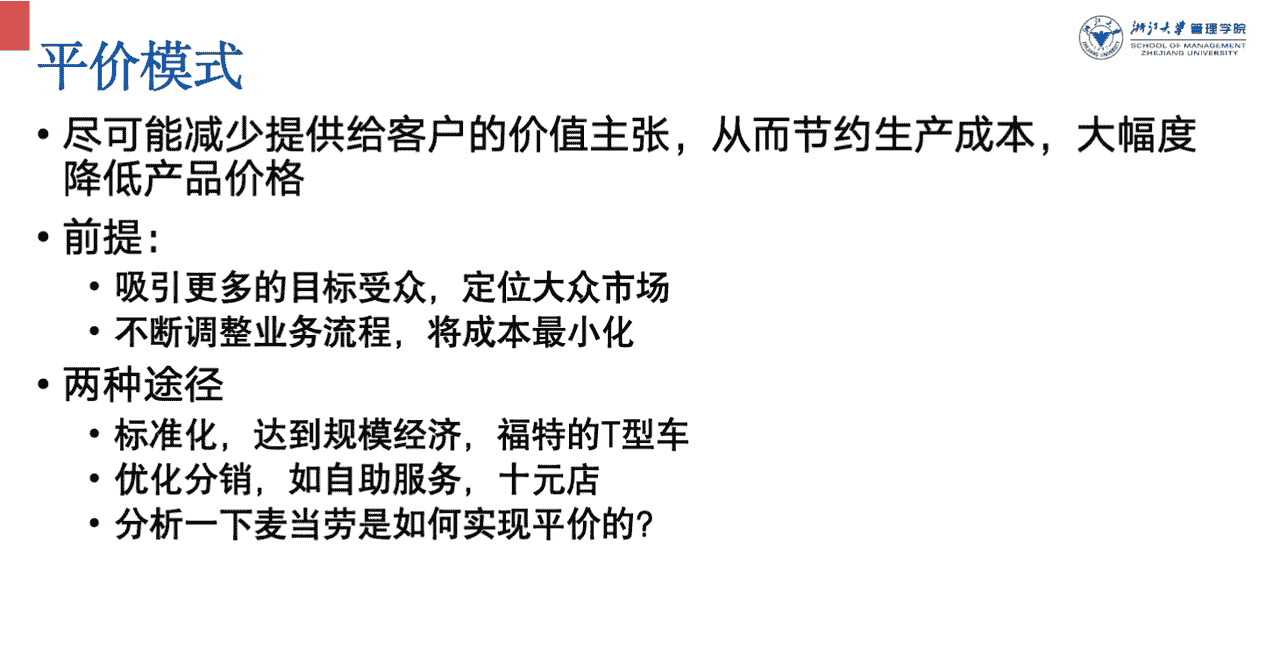 浙江大学管理学院
SCHOOL OF MANAGEMENT
ZHEJIANG UNIVERSITY
平价模式
• 尽可能减少提供给客户的价值主张，从而节约生产成本，大幅度
降低产品价格
• 前提：
• 吸引更多的目标受众，定位大众市场
• 不断调整业务流程，将成本最小化
• 两种途径
• 标准化，达到规模经济，福特的T型车
• 优化分销，如自助服务，十元店
• 分析一下麦当劳是如何实现平价的?